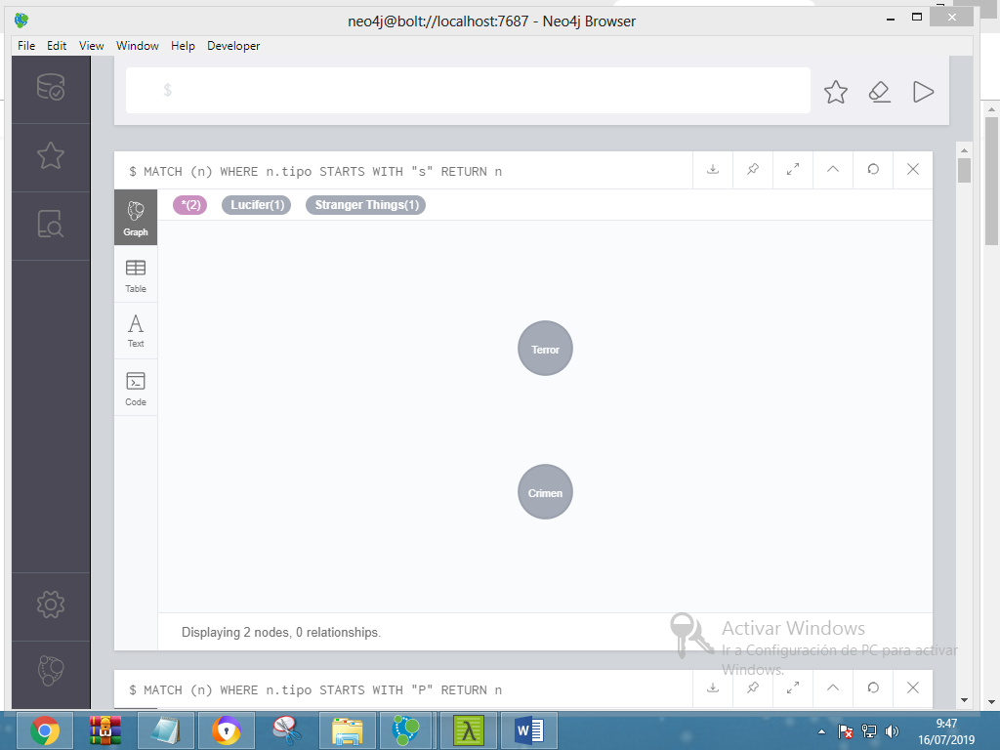 neo4j@bolt://localhost:7687 - Neo4j Browser
File Edit View Window Help Developer
$
$ MATCH (n) WHERE n.tipo STARTS WITH "s" RETURN n
*(2) Lucifer(1) Stranger Things(1)
Graph
Table
Text
Code
Terror
Crimen
Displaying 2 nodes, 0 relationships.
Activar Windows
Ir a Configuración de PC para activar
Windows.
$ MATCH (n) WHERE n.tipo STARTS WITH "P" RETURN n
9:47
16/07/2019